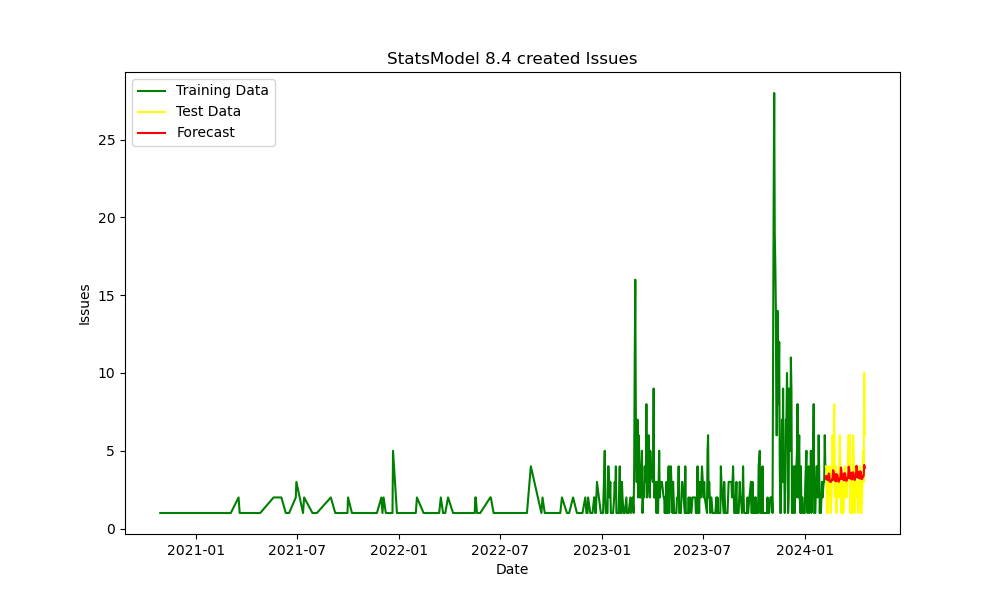 StatsModel 8.4 created Issues
Training Data
Test Data
Forecast
25
20
15
10
5
0
Issues
2021-01 2021-07 2022-01 2022-07 2023-01 2023-07 2024-01
Date